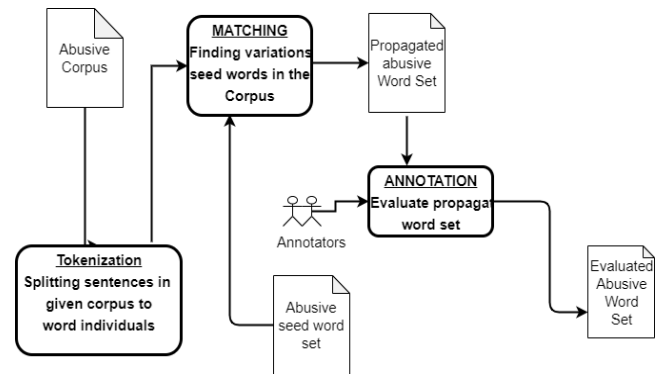 Abusive
Corpus
MATCHING
Finding variations
seed words in the
Corpus
Propagated
abusive
Word Set
ANNOTATION
Evaluate propagat
word set
Annotators
Tokenization
Splitting sentences in
given corpus to
word individuals
Abusive
seed word
set
Evaluated
Abusive
Word
Set